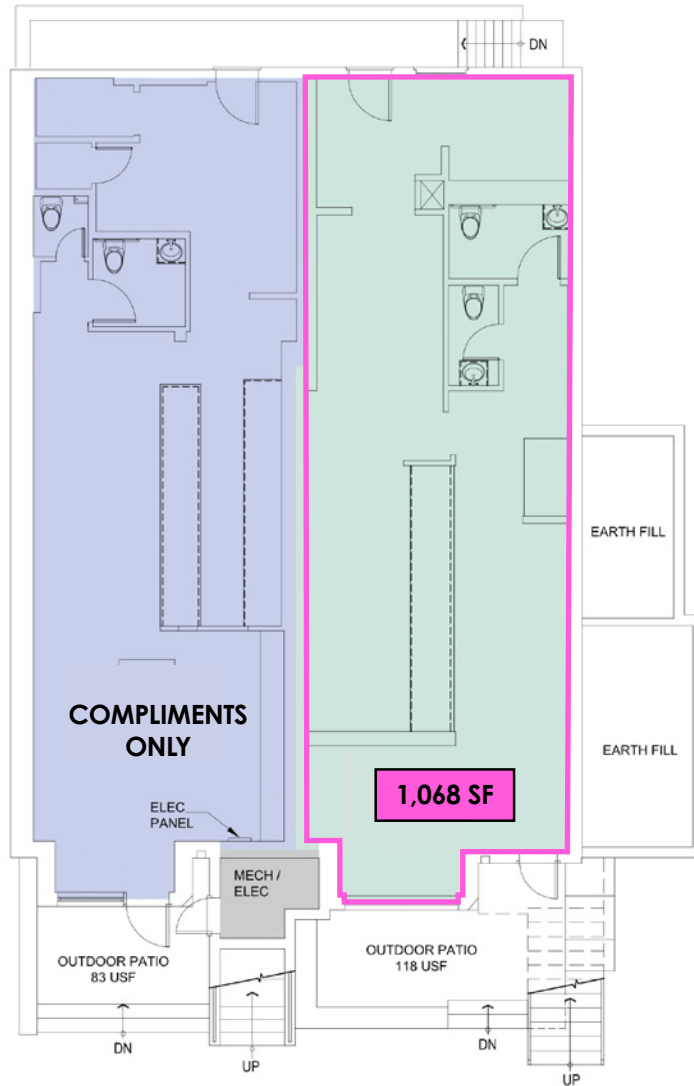 DN
EARTH FILL
COMPLIMENTS
ONLY
EARTH FILL
1,068 SF
ELEC
PANEL
MECH /
ELEC
OUTDOOR PATIO
83 USF
OUTDOOR PATIO
118 USF
DN
UP
DN
UP